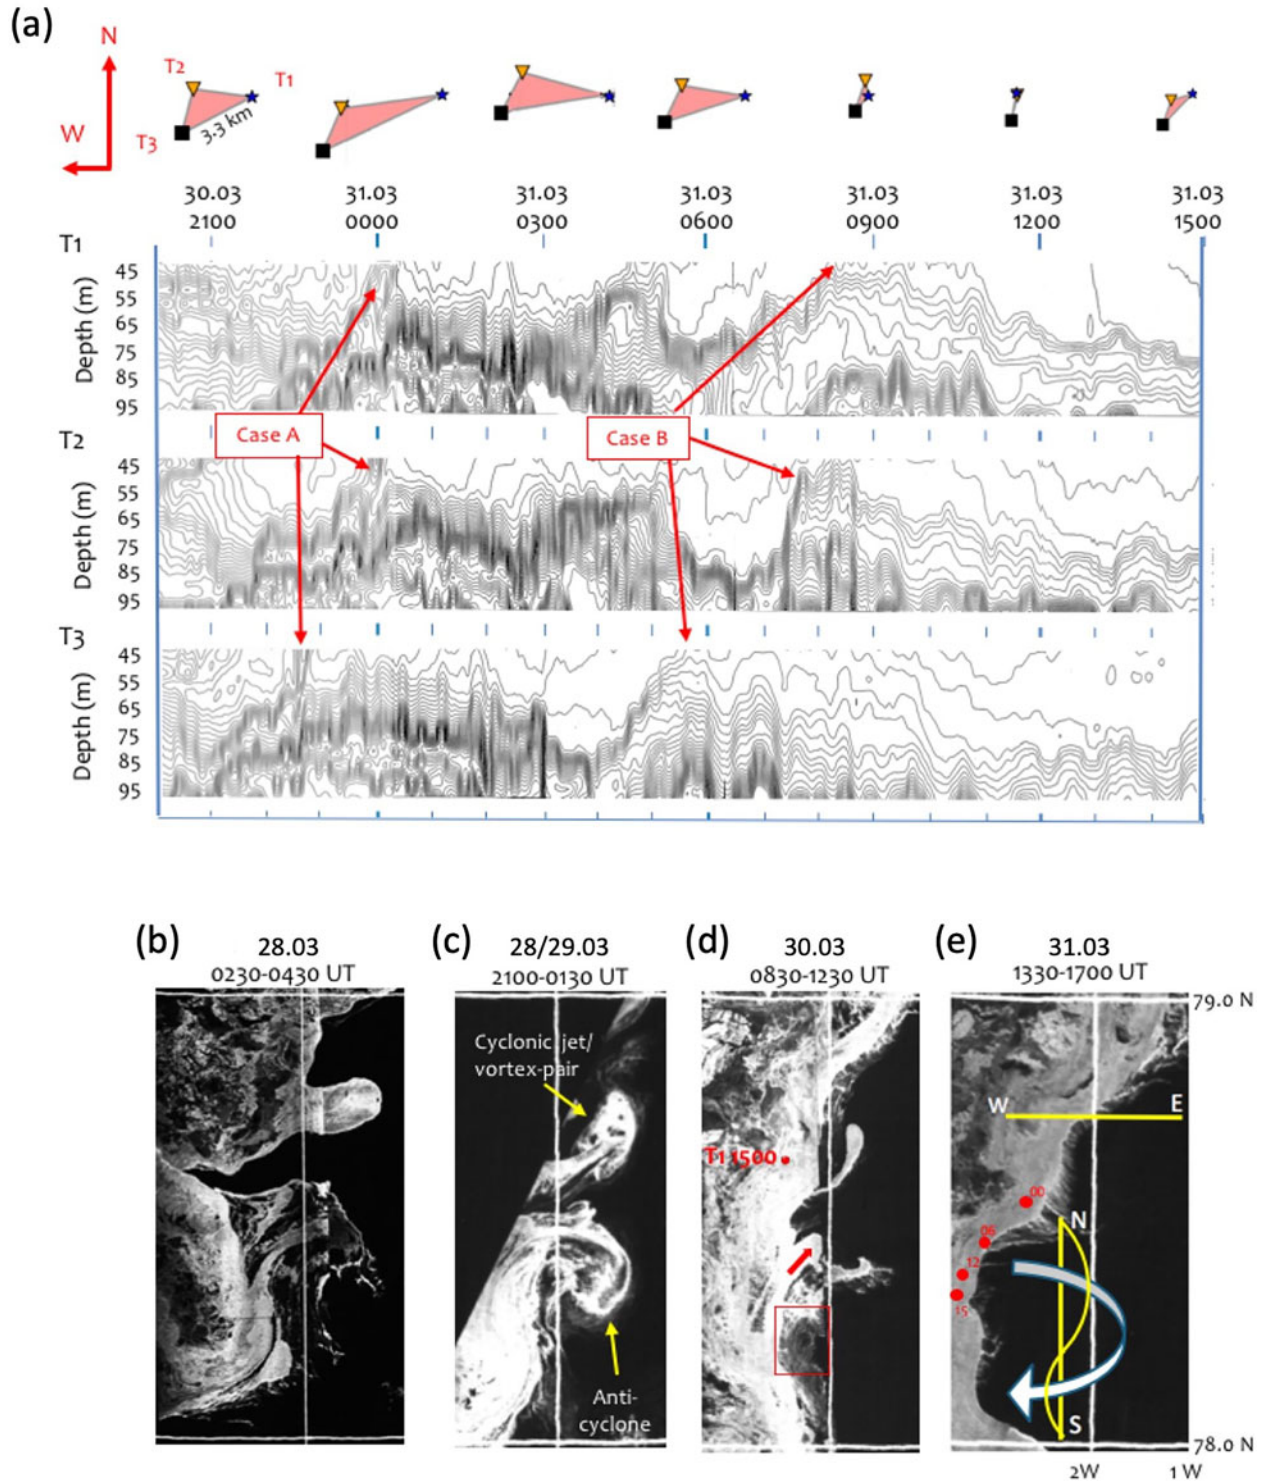 (a)
N
T2
T1
W
T3
3.3 km
30.03 31.03 31.03 31.03 31.03 31.03 31.03
2100 0000 0300 0600 0900 1200 1500
T1
Depth (m)
45
55
65
75
85
95
Case A
Case B
T2
Depth (m)
45
55
65
75
85
95
T3
Depth (m)
45
55
65
75
85
95
(b) 28.03
0230-0430 UT
(c) 28/29.03
2100-0130 UT
Cyclonic jet/
vortex-pair
Anti-
cyclone
(d) 30.03
0830-1230 UT
T1 1500
(e) 31.03
1330-1700 UT
79.0 N
W E
00
N
06
12
15
S
78.0 N
2W 1 W